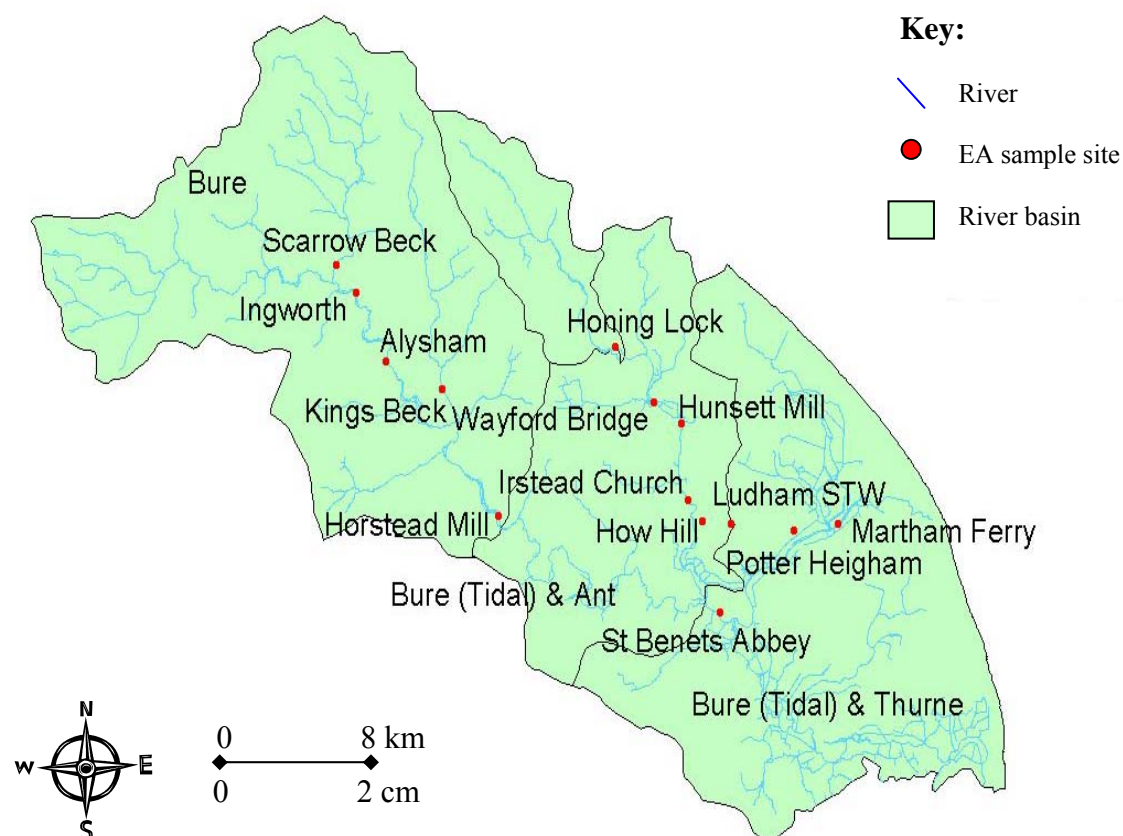 Key:
River
EA sample site
River basin
Bure
Scarrow Beck
Ingworth
Honing Lock
Alysham
Kings Beck
Wayford Bridge
Hunsett Mill
Irstead Church
Ludham STW
Horstead Mill
How Hill
Martham Ferry
Potter Heigham
Bure (Tidal) & Ant
St Benets Abbey
Bure (Tidal) & Thurne
N
W
E
S
0 8 km
0 2 cm